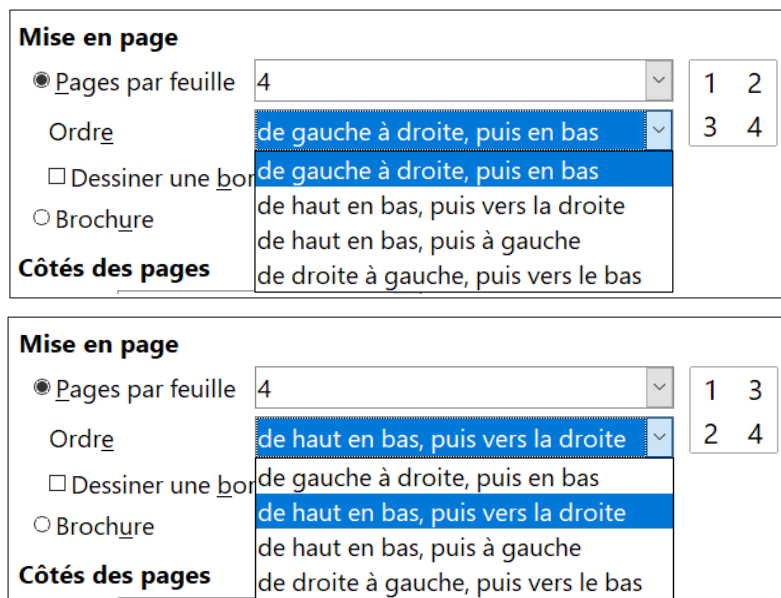 Mise en page
Pages par feuille 4
1 2
Ordre de gauche à droite, puis en bas
3 4
de gauche à droite, puis en bas
Dessiner une bor
de haut en bas, puis vers la droite
Brochure
de haut en bas, puis à gauche
Côtés des pages
de droite à gauche, puis vers le bas
Mise en page
Pages par feuille 4
1 3
Ordre de haut en bas, puis vers la droite
2 4
de gauche à droite, puis en bas
Dessiner une bor
de haut en bas, puis vers la droite
Brochure
de haut en bas, puis à gauche
Côtés des pages
de droite à gauche, puis vers le bas